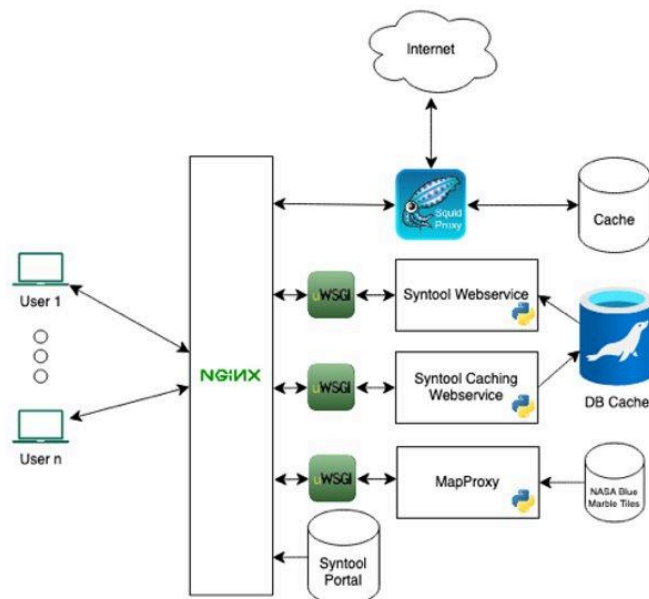 Internet
Squid
Proxy
Cache
User 1
uWSGI
Syntool Webservice
NGiNX
uWSGI
Syntool Caching
Webservice
DB Cache
User n
uWSGI
MapProxy
NASA Blue
Marble Tiles
Syntool
Portal